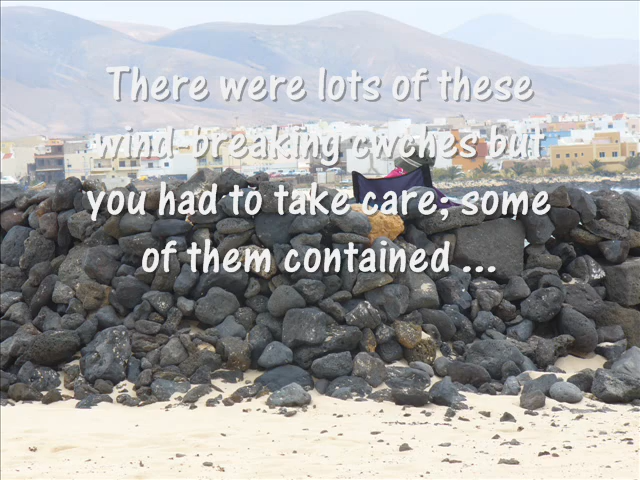 There were lots of these
wind-breaking cwches but
you had to take care; some
of them contained ...